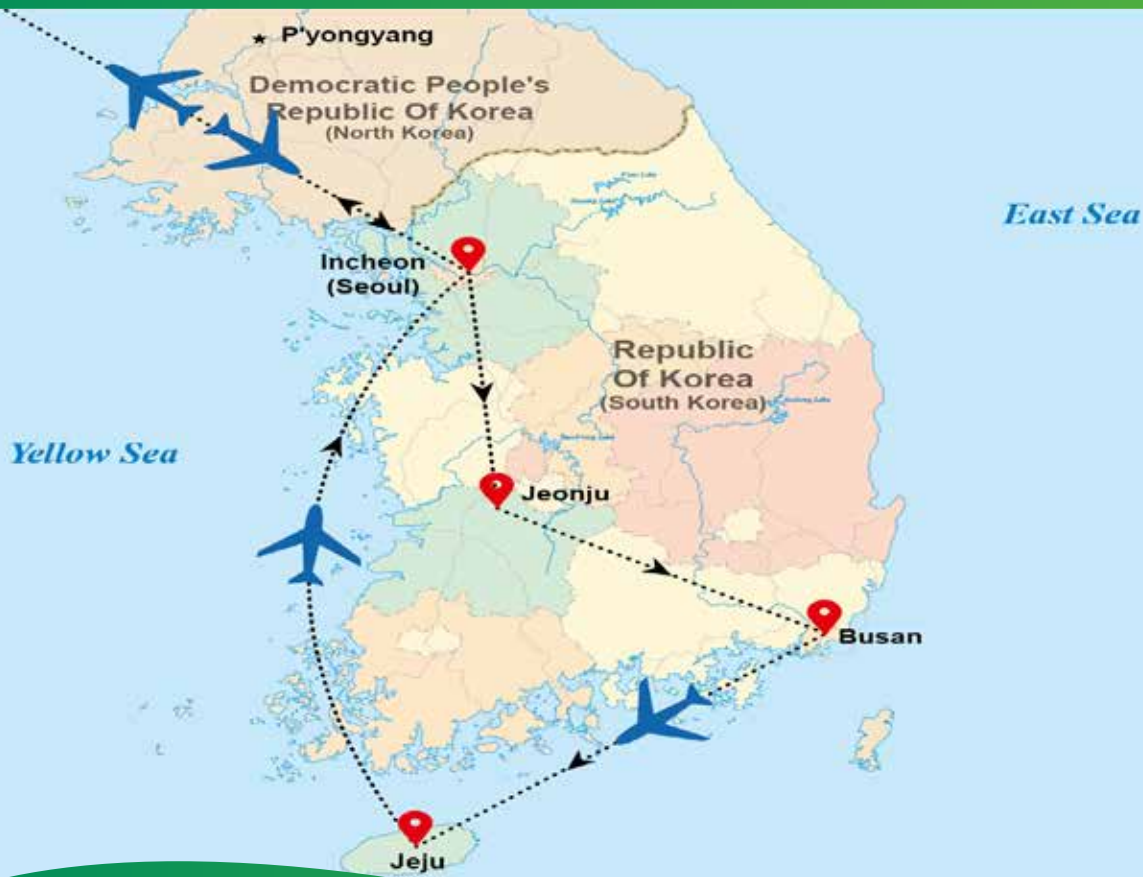 P'yongyang
Democratic People's
Republic Of Korea
(North Korea)
East Sea
Incheon
(Seoul)
Republic
Of Korea
(South Korea)
Yellow Sea
Jeonju
Busan
Jeju